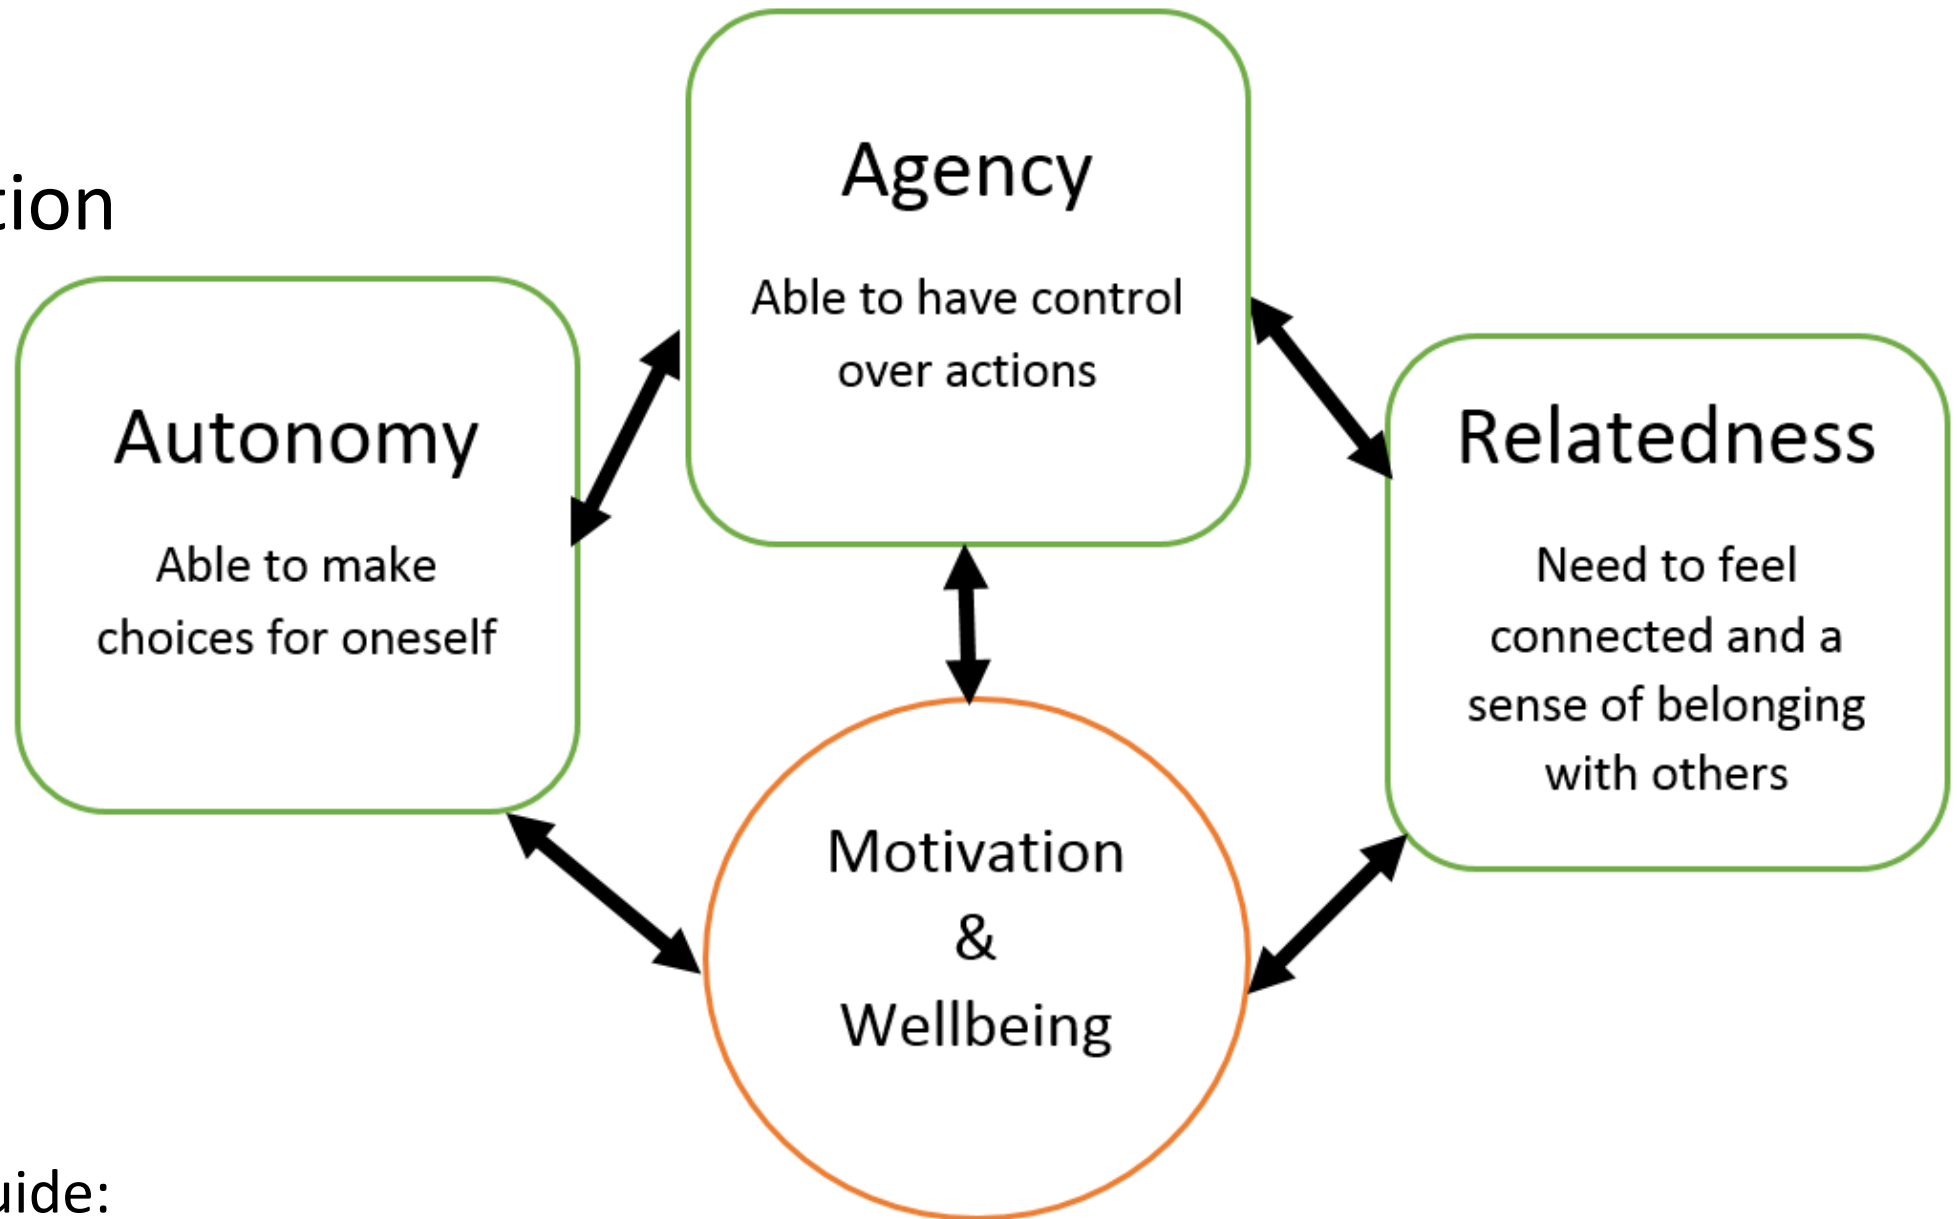 tion
Agency
Able to have control
over actions
Autonomy
Able to make
choices for oneself
Relatedness
Need to feel
connected and a
sense of belonging
with others
Motivation
&
Wellbeing
uide: